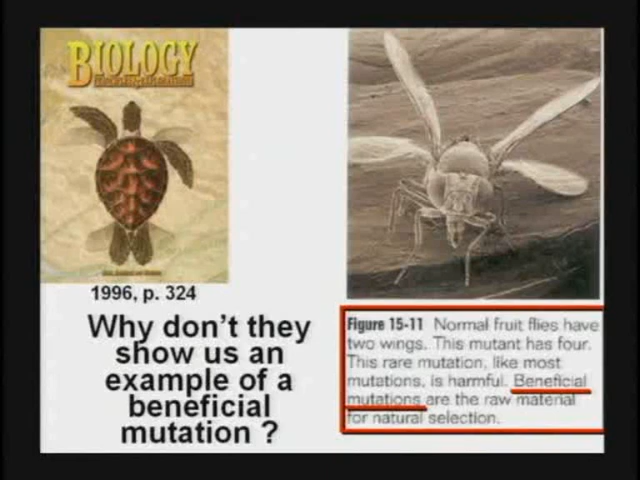 BIOLOGY
1996, p. 324
Why don't they
show us an
example of a
beneficial
mutation ?
Figure 15-11 Normal fruit flies have
two wings. This mutant has four.
This rare mutation, like most
mutations, is harmful. Beneficial
mutations are the raw material
for natural selection.